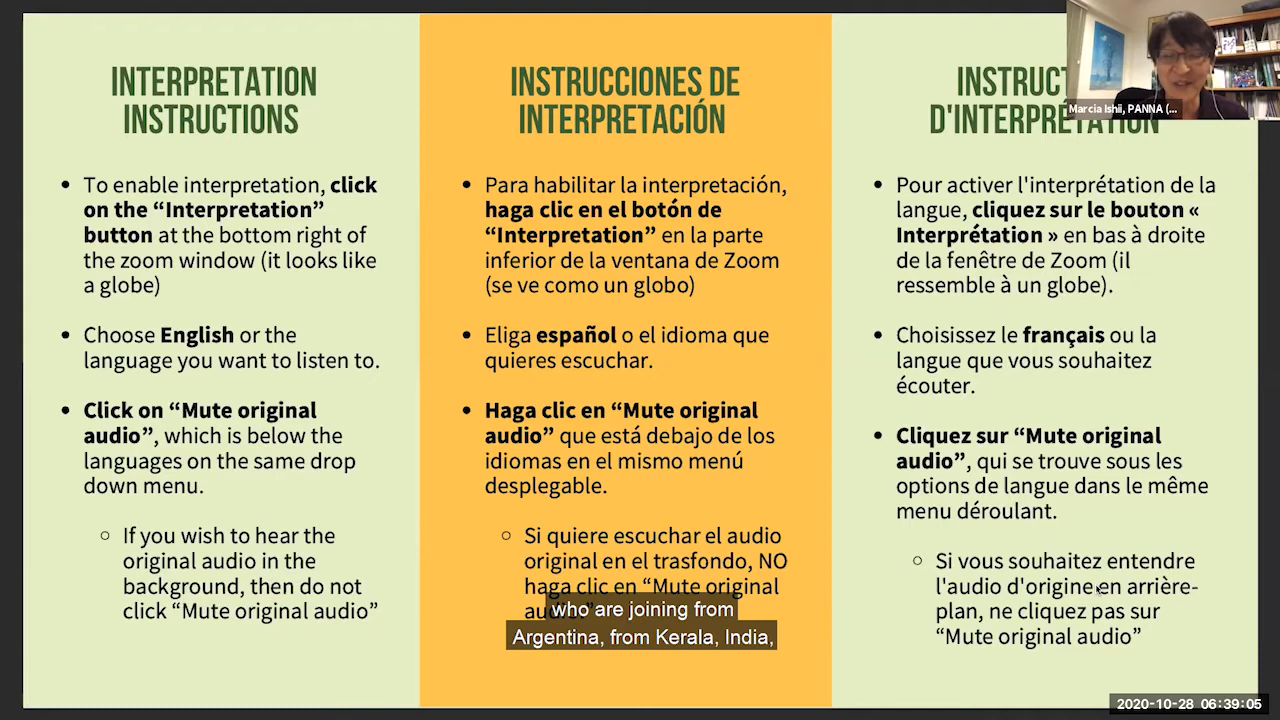 INTERPRETATION
INSTRUCTIONS
• To enable interpretation, click
on the “Interpretation”
button at the bottom right of
the zoom window (it looks like
a globe)
• Choose English or the
language you want to listen to.
• Click on “Mute original
audio”, which is below the
languages on the same drop
down menu.
○ If you wish to hear the
original audio in the
background, then do not
click “Mute original audio”
INSTRUCCIONES DE
INTERPRETACIÓN
• Para habilitar la interpretación,
haga clic en el botón de
“Interpretation” en la parte
inferior de la ventana de Zoom
(se ve como un globo)
• Eliga español o el idioma que
quieres escuchar.
• Haga clic en “Mute original
audio” que está debajo de los
idiomas en el mismo menú
desplegable.
○ Si quiere escuchar el audio
original en el trasfondo, NO
haga clic en “Mute original
who are joining from
Argentina, from Kerala, India,
D'INTERPRÉTATION
• Pour activer l'interprétation de la
langue, cliquez sur le bouton «
Interprétation » en bas à droite
de la fenêtre de Zoom (il
ressemble à un globe).
• Choisissez le français ou la
langue que vous souhaitez
écouter.
• Cliquez sur “Mute original
audio”, qui se trouve sous les
options de langue dans le même
menu déroulant.
○ Si vous souhaitez entendre
l'audio d'origine en arrière-
plan, ne cliquez pas sur
“Mute original audio”
Marcia Ishii, PANNA (...
2020-10-28 06:39:05